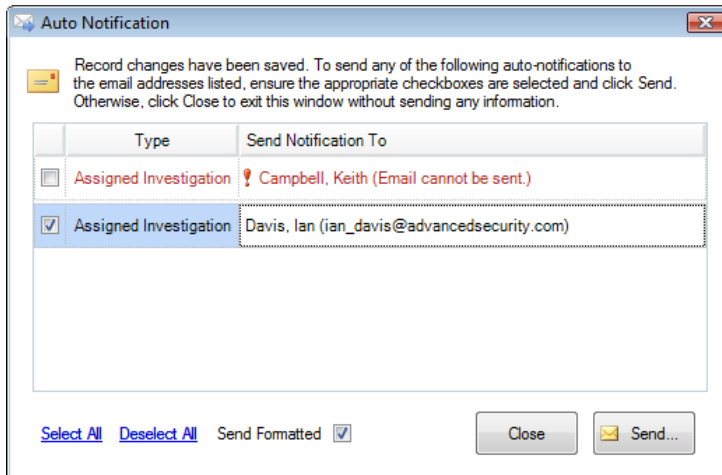 Auto Notification
Record changes have been saved. To send any of the following auto-notifications to
the email addresses listed, ensure the appropriate checkboxes are selected and click Send.
Otherwise, click Close to exit this window without sending any information.
Type Send Notification To
Assigned Investigation Campbell, Keith (Email cannot be sent.)
Assigned Investigation Davis, Ian (ian_davis@advancedsecurity.com)
Select All Deselect All Send Formatted Close Send...